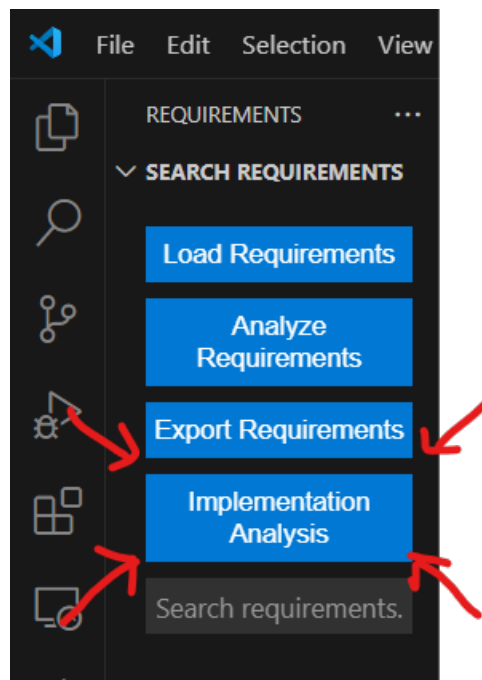 File Edit Selection View
REQUIREMENTS ...
SEARCH REQUIREMENTS
Load Requirements
Analyze
Requirements
Export Requirements
Implementation
Analysis
Search requirements.